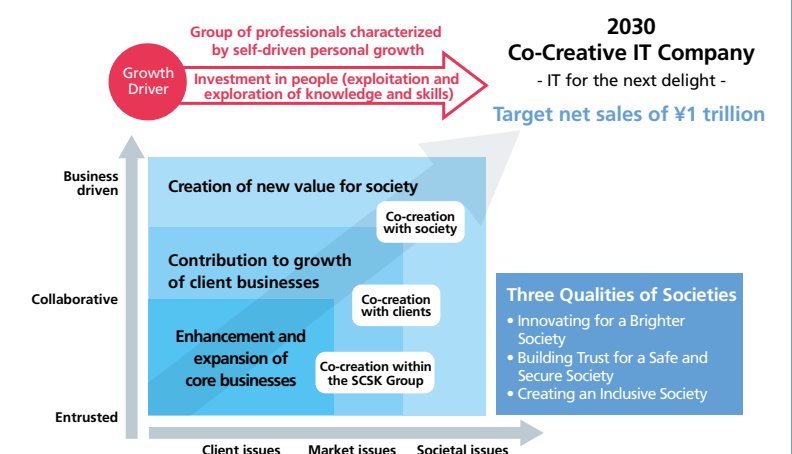 Group of professionals characterized
by self-driven personal growth
Growth
Driver
Investment in people (exploitation and
exploration of knowledge and skills)
2030
Co-Creative IT Company
- IT for the next delight -
Target net sales of ¥1 trillion
Business
driven
Collaborative
Entrusted
Creation of new value for society
Co-creation
with society
Contribution to growth
of client businesses
Co-creation
with clients
Enhancement and
expansion of
core businesses
Co-creation within
the SCSK Group
Three Qualities of Societies
• Innovating for a Brighter
Society
• Building Trust for a Safe and
Secure Society
• Creating an Inclusive Society
Client issues
Market issues
Societal issues